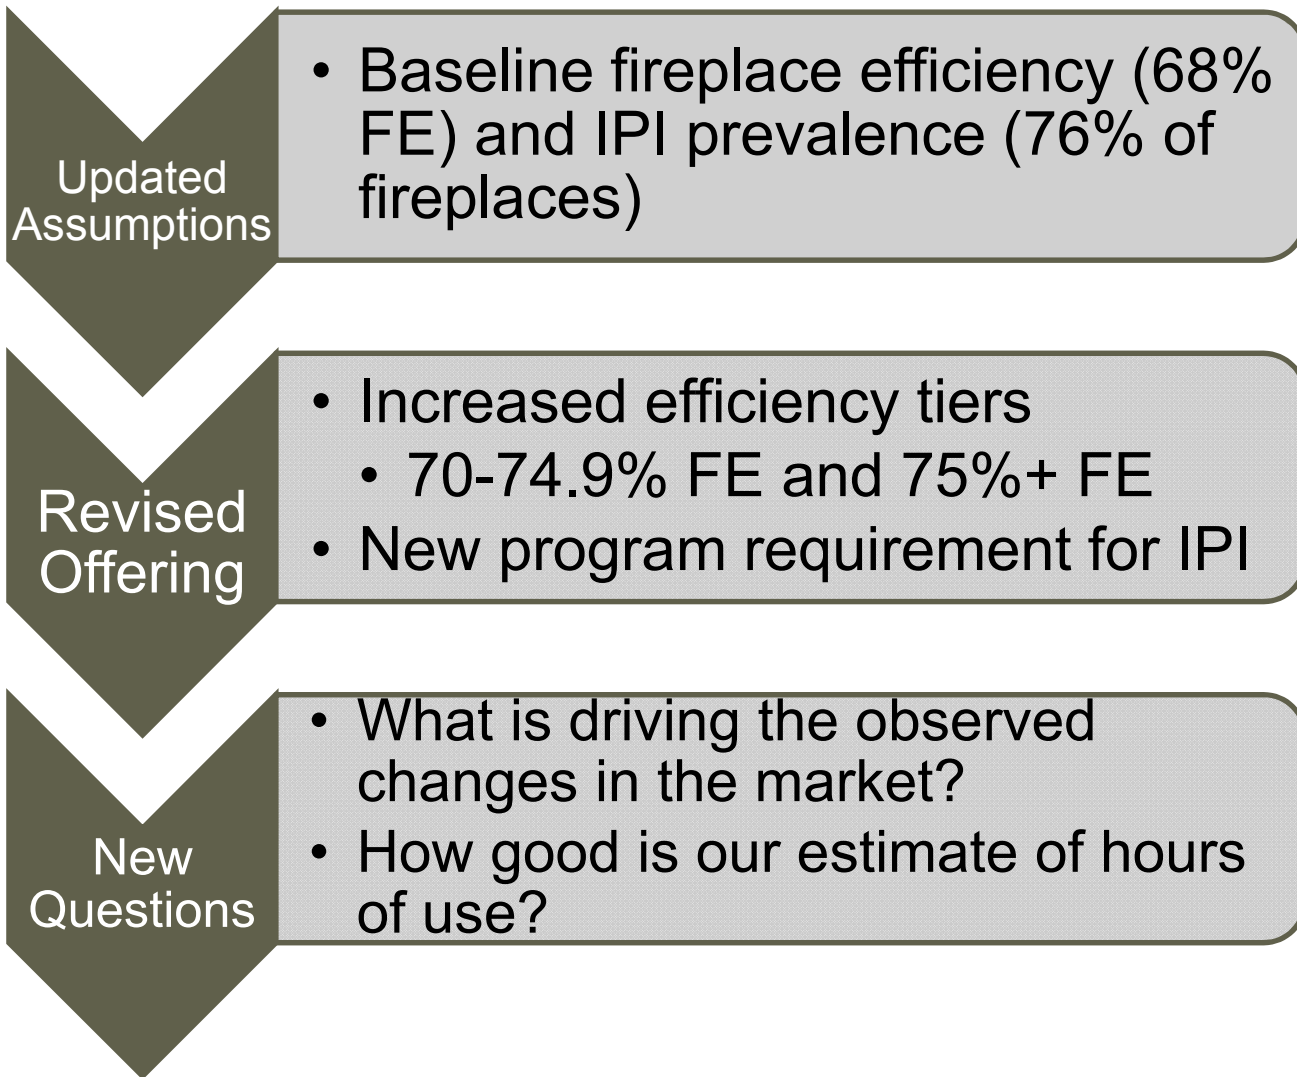 Updated
Assumptions
• Baseline fireplace efficiency (68%
FE) and IPI prevalence (76% of
fireplaces)
Revised
Offering
• Increased efficiency tiers
• 70-74.9% FE and 75%+ FE
• New program requirement for IPI
New
Questions
• What is driving the observed
changes in the market?
• How good is our estimate of hours
of use?